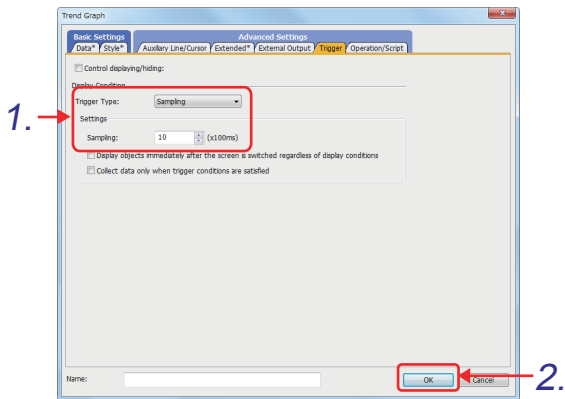 Trend Graph
Basic Settings Advanced Settings
Data* Style* Auxiliary Line/Cursor Extended* External Output Trigger Operation/Script
Control displaying/hiding:
Display Condition
Trigger Type: Sampling
1.
Settings
Sampling: 10 (x100ms)
Display objects immediately after the screen is switched regardless of display conditions
Collect data only when trigger conditions are satisfied
Name: OK Cancel
2.